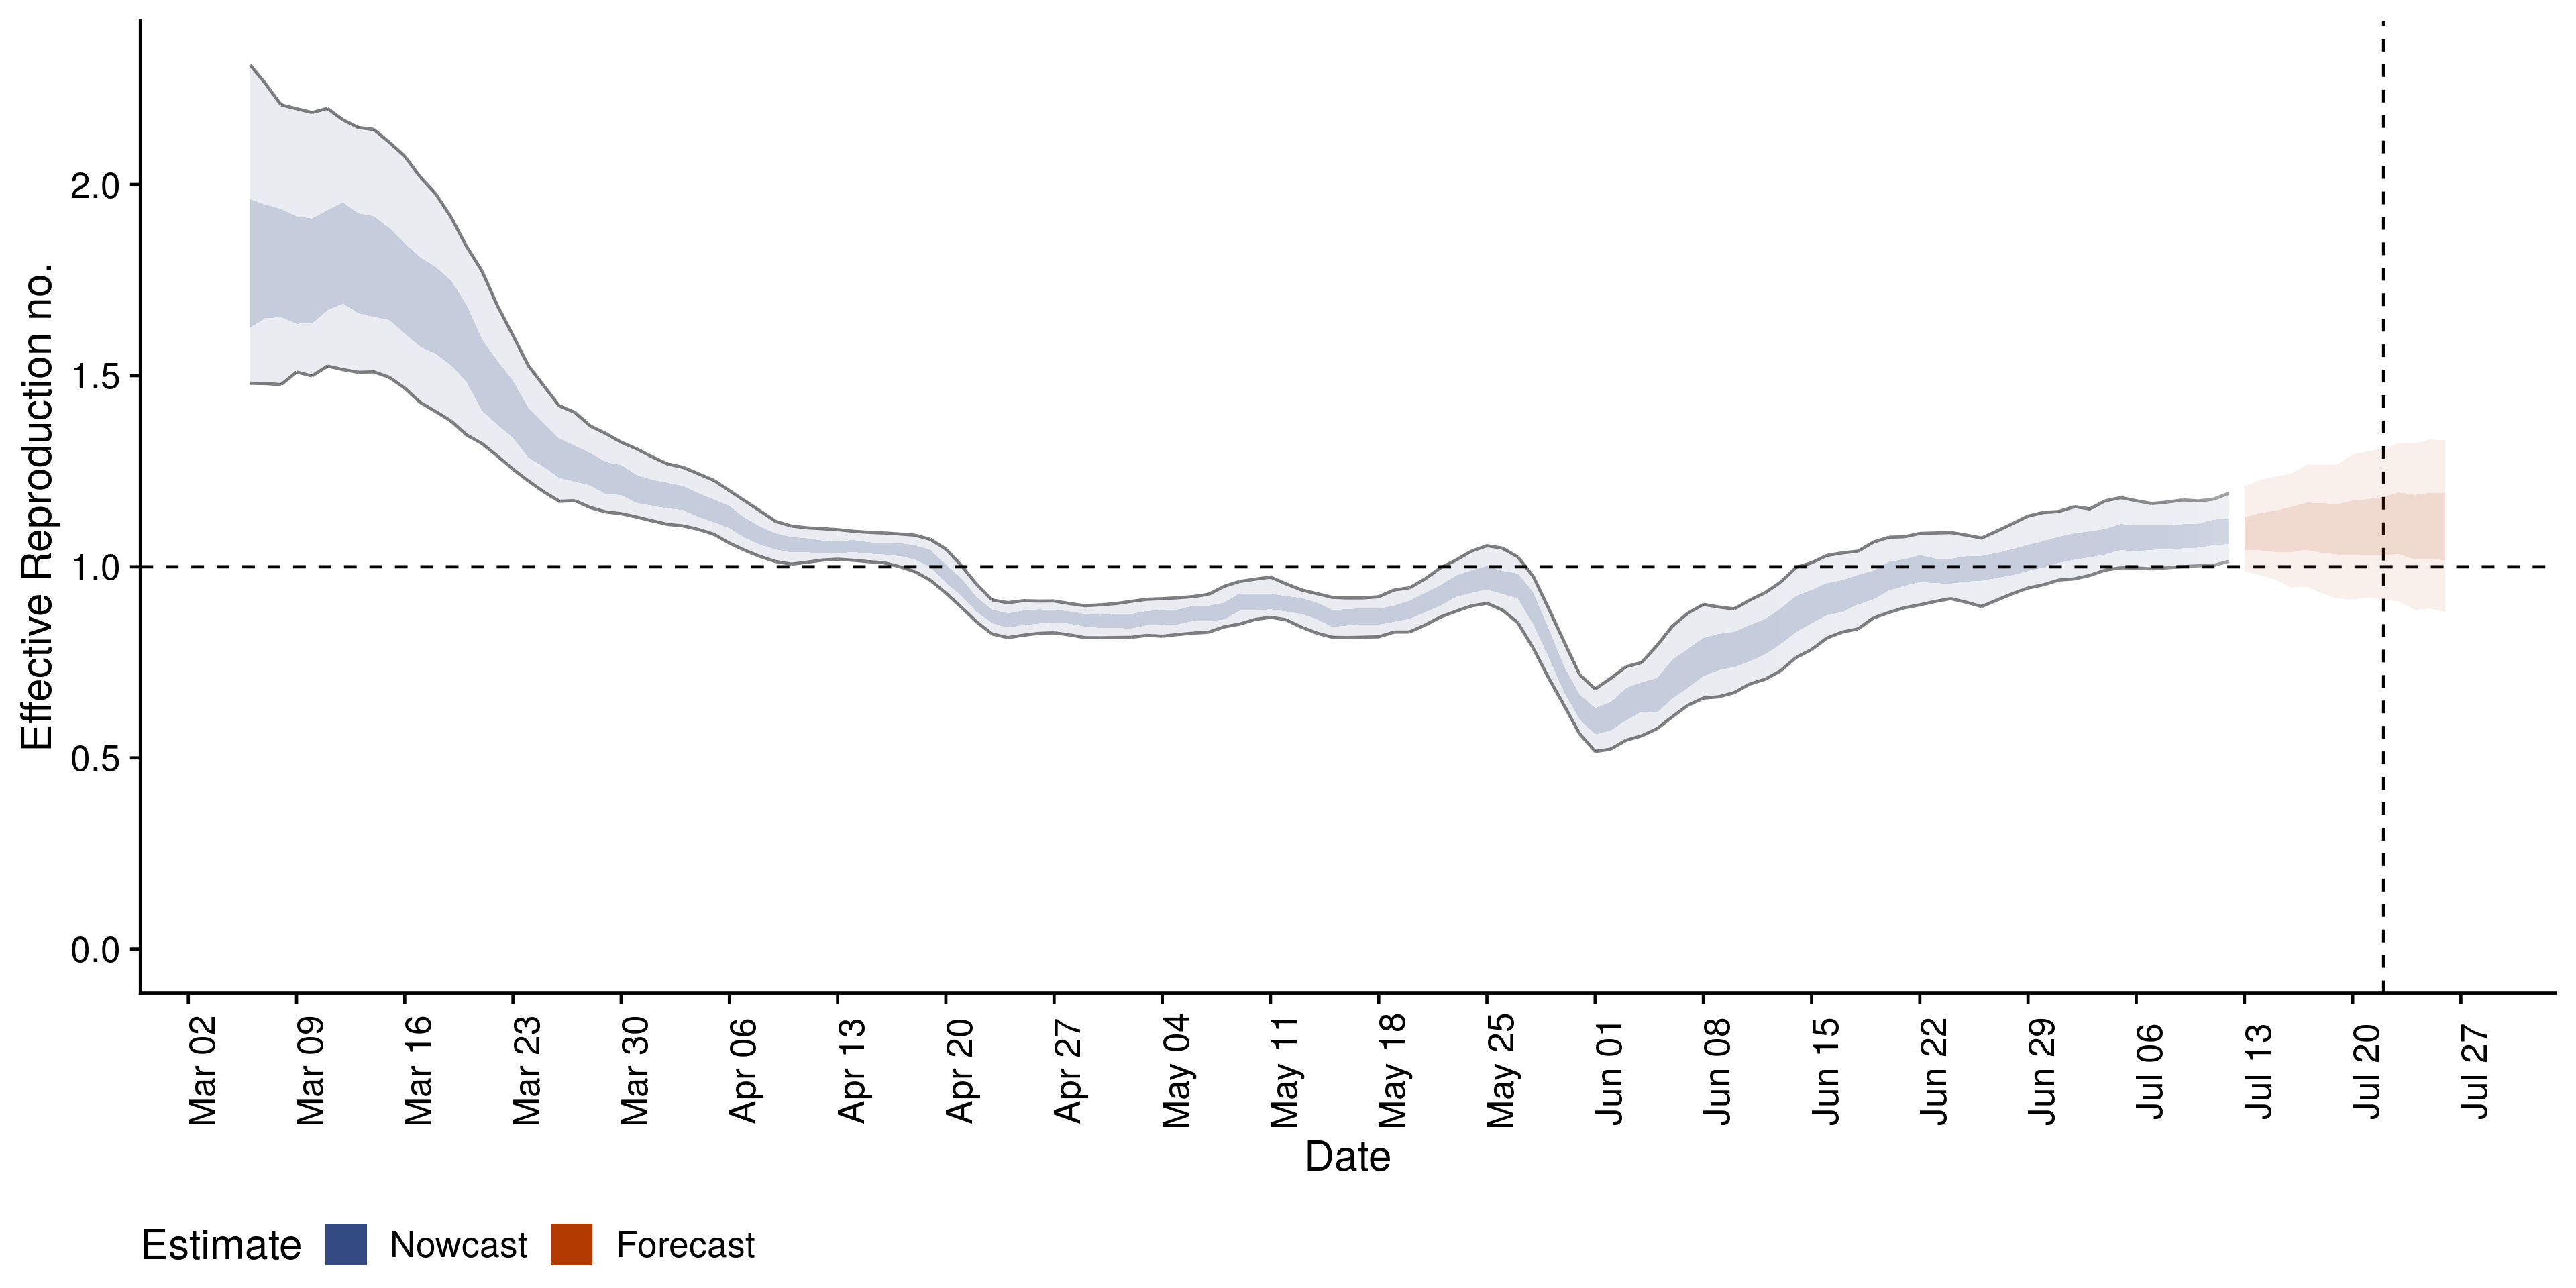 Effective Reproduction no.
2.0
1.5
1.0
0.5
0.0
Mar 02
Mar 09
Mar 16
Mar 23
Mar 30
Apr 06
Apr 13
Apr 20
Apr 27
May 04
May 11
May 18
May 25
Jun 01
Jun 08
Jun 15
Jun 22
Jun 29
Jul 06
Jul 13
Jul 20
Jul 27
Date
Estimate Nowcast Forecast